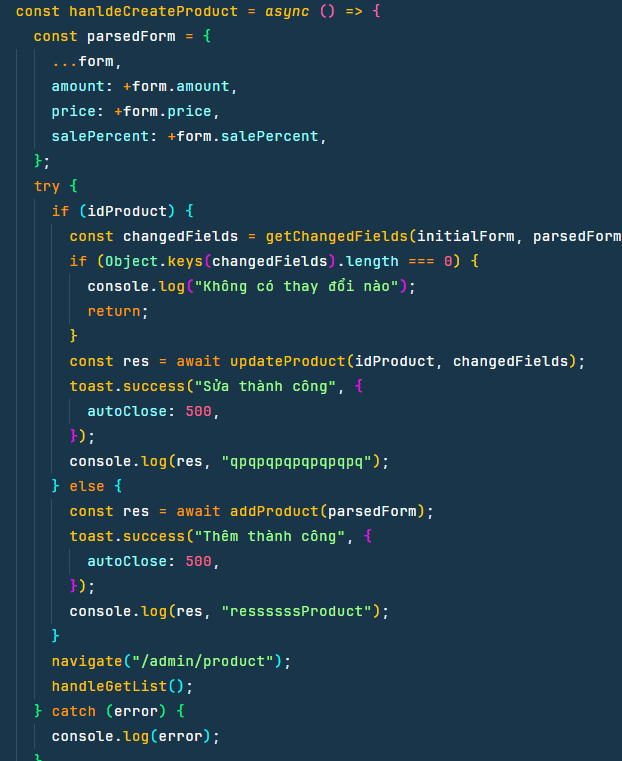 const hanldeCreateProduct = async () => {
const parsedForm = {
...form,
amount: +form.amount,
price: +form.price,
salePercent: +form.salePercent,
};
try {
if (idProduct) {
const changedFields = getChangedFields(initialForm, parsedForm
if (Object.keys(changedFields).length === 0) {
console.log("Không có thay đổi nào");
return;
}
const res = await updateProduct(idProduct, changedFields);
toast.success("Sửa thành công", {
autoClose: 500,
});
console.log(res, "qpqpqpqpqpqpqpq");
} else {
const res = await addProduct(parsedForm);
toast.success("Thêm thành công", {
autoClose: 500,
});
console.log(res, "ressssssProduct");
}
navigate("/admin/product");
handleGetList();
} catch (error) {
console.log(error);
}